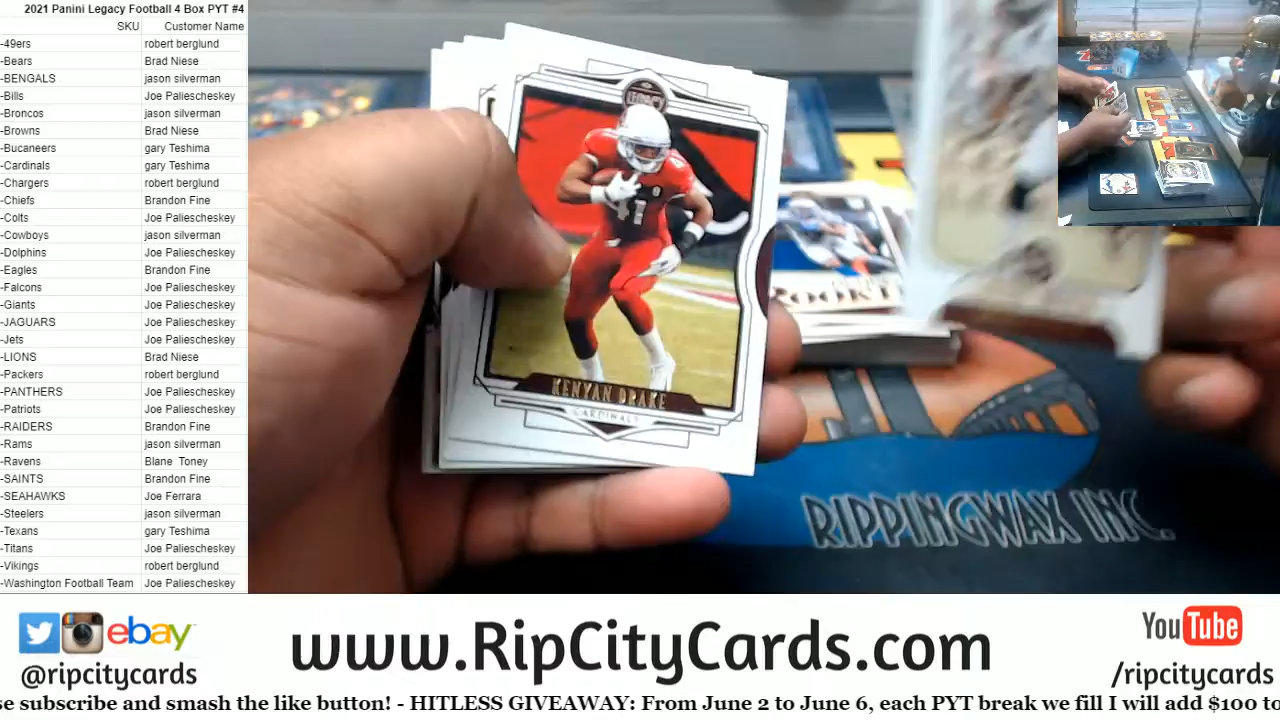 2021 Panini Legacy Football 4 Box PYT #4
SKU Customer Name
-49ers robert berglund
-Bears Brad Niese
-BENGALS jason silverman
-Bills Joe Paliescheskey
-Broncos jason silverman
-Browns Brad Niese
-Bucaneers gary Teshima
-Cardinals gary Teshima
-Chargers robert berglund
-Chiefs Brandon Fine
-Colts Joe Paliescheskey
-Cowboys jason silverman
-Dolphins Joe Paliescheskey
-Eagles Brandon Fine
-Falcons Joe Paliescheskey
-Giants Joe Paliescheskey
-JAGUARS Joe Paliescheskey
-Jets Joe Paliescheskey
-LIONS Brad Niese
-Packers robert berglund
-PANTHERS Joe Paliescheskey
-Patriots Joe Paliescheskey
-RAIDERS Brandon Fine
-Rams jason silverman
-Ravens Blane Toney
-SAINTS Brandon Fine
-SEAHAWKS Joe Ferrara
-Steelers jason silverman
-Texans gary Teshima
-Titans Joe Paliescheskey
-Vikings robert berglund
-Washington Football Team Joe Paliescheskey
LEGACY
41
KENYAN DRAKE
CARDINALS
RIPPINGWAX INC.
ebay
@ripcitycards
www.RipCityCards.com
YouTube
/ripcitycards
se subscribe and smash the like button! - HITLESS GIVEAWAY: From June 2 to June 6, each PYT break we fill I will add $100 to